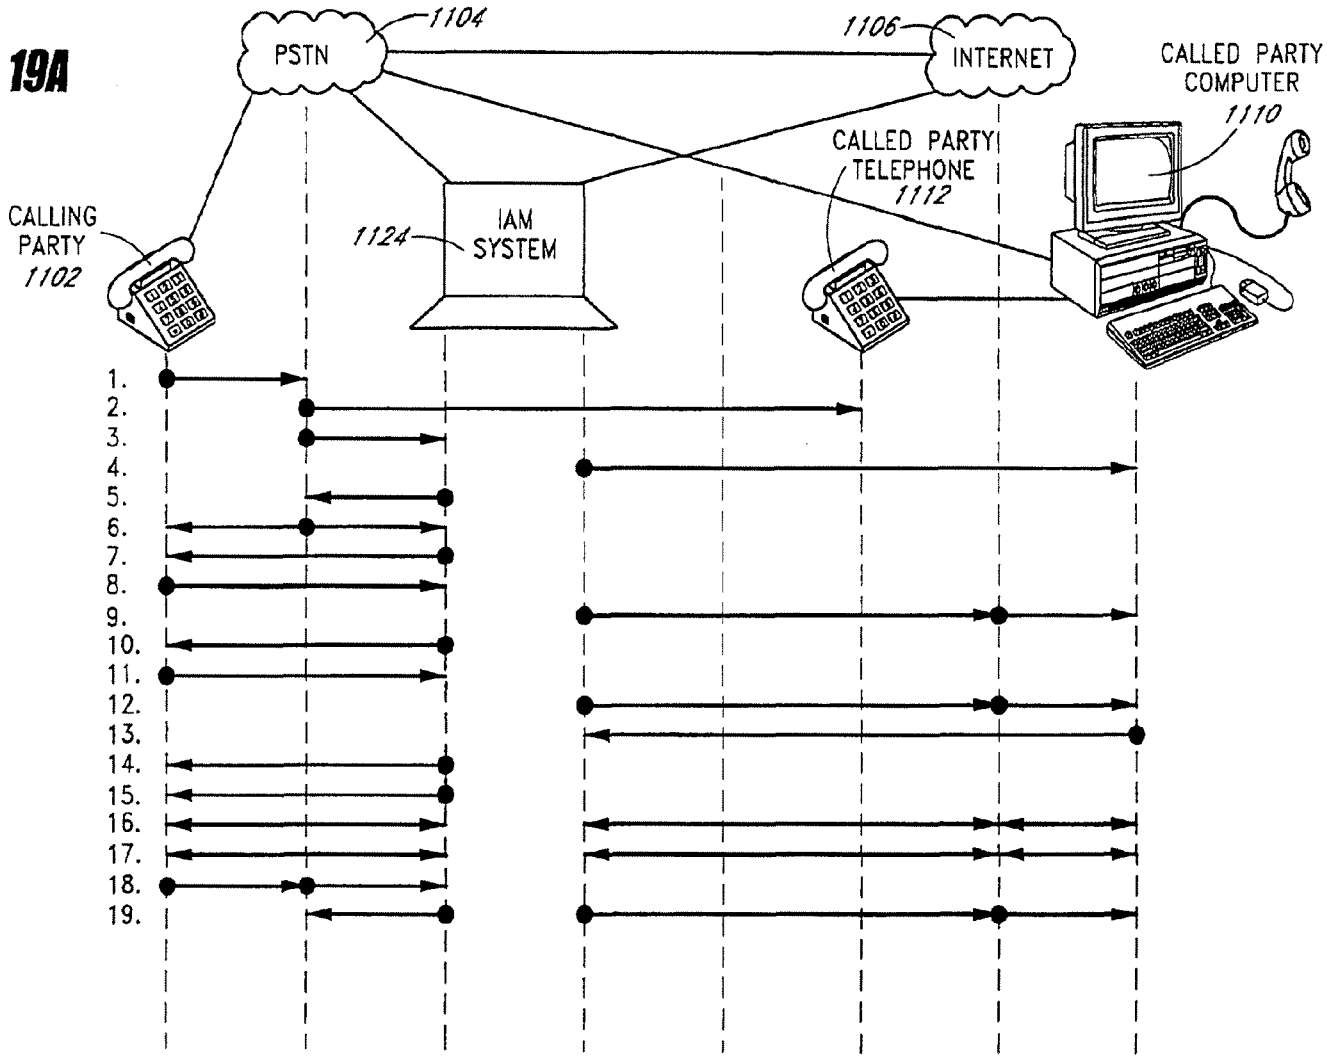 19A
PSTN
1104
1106
INTERNET
CALLED PARTY
COMPUTER
1110
CALLED PARTY
TELEPHONE
1112
CALLING
PARTY
1102
1124
IAM
SYSTEM
1.
2.
3.
4.
5.
6.
7.
8.
9.
10.
11.
12.
13.
14.
15.
16.
17.
18.
19.